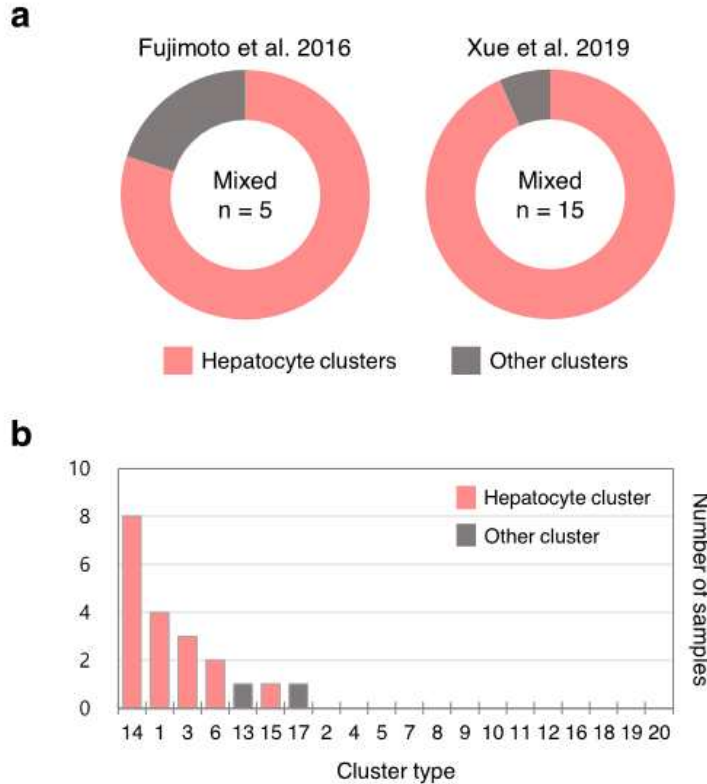 a
Fujimoto et al. 2016
Xue et al. 2019
Mixed
n = 5
Mixed
n = 15
Hepatocyte clusters
Other clusters
b
10
8
6
4
2
0
Hepatocyte cluster
Other cluster
Number of samples
14 1 3 6 13 15 17 2 4 5 7 8 9 10 11 12 16 18 19 20
Cluster type